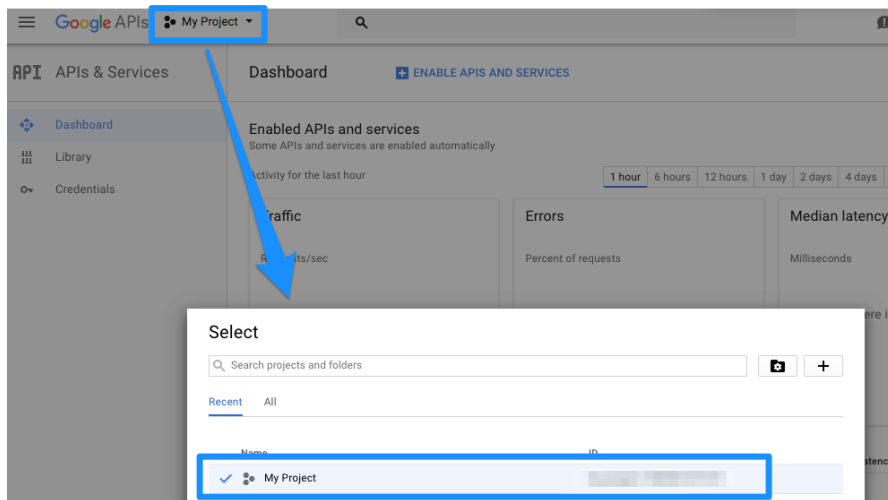 Google APIs My Project
API APIs & Services Dashboard ENABLE APIS AND SERVICES
Dashboard
Library
Credentials
Enabled APIs and services
Some APIs and services are enabled automatically
Activity for the last hour
1 hour 6 hours 12 hours 1 day 2 days 4 days
Traffic
Errors
Percent of requests
Median latency
Milliseconds
Select
Search projects and folders
Recent All
Name ID
My Project